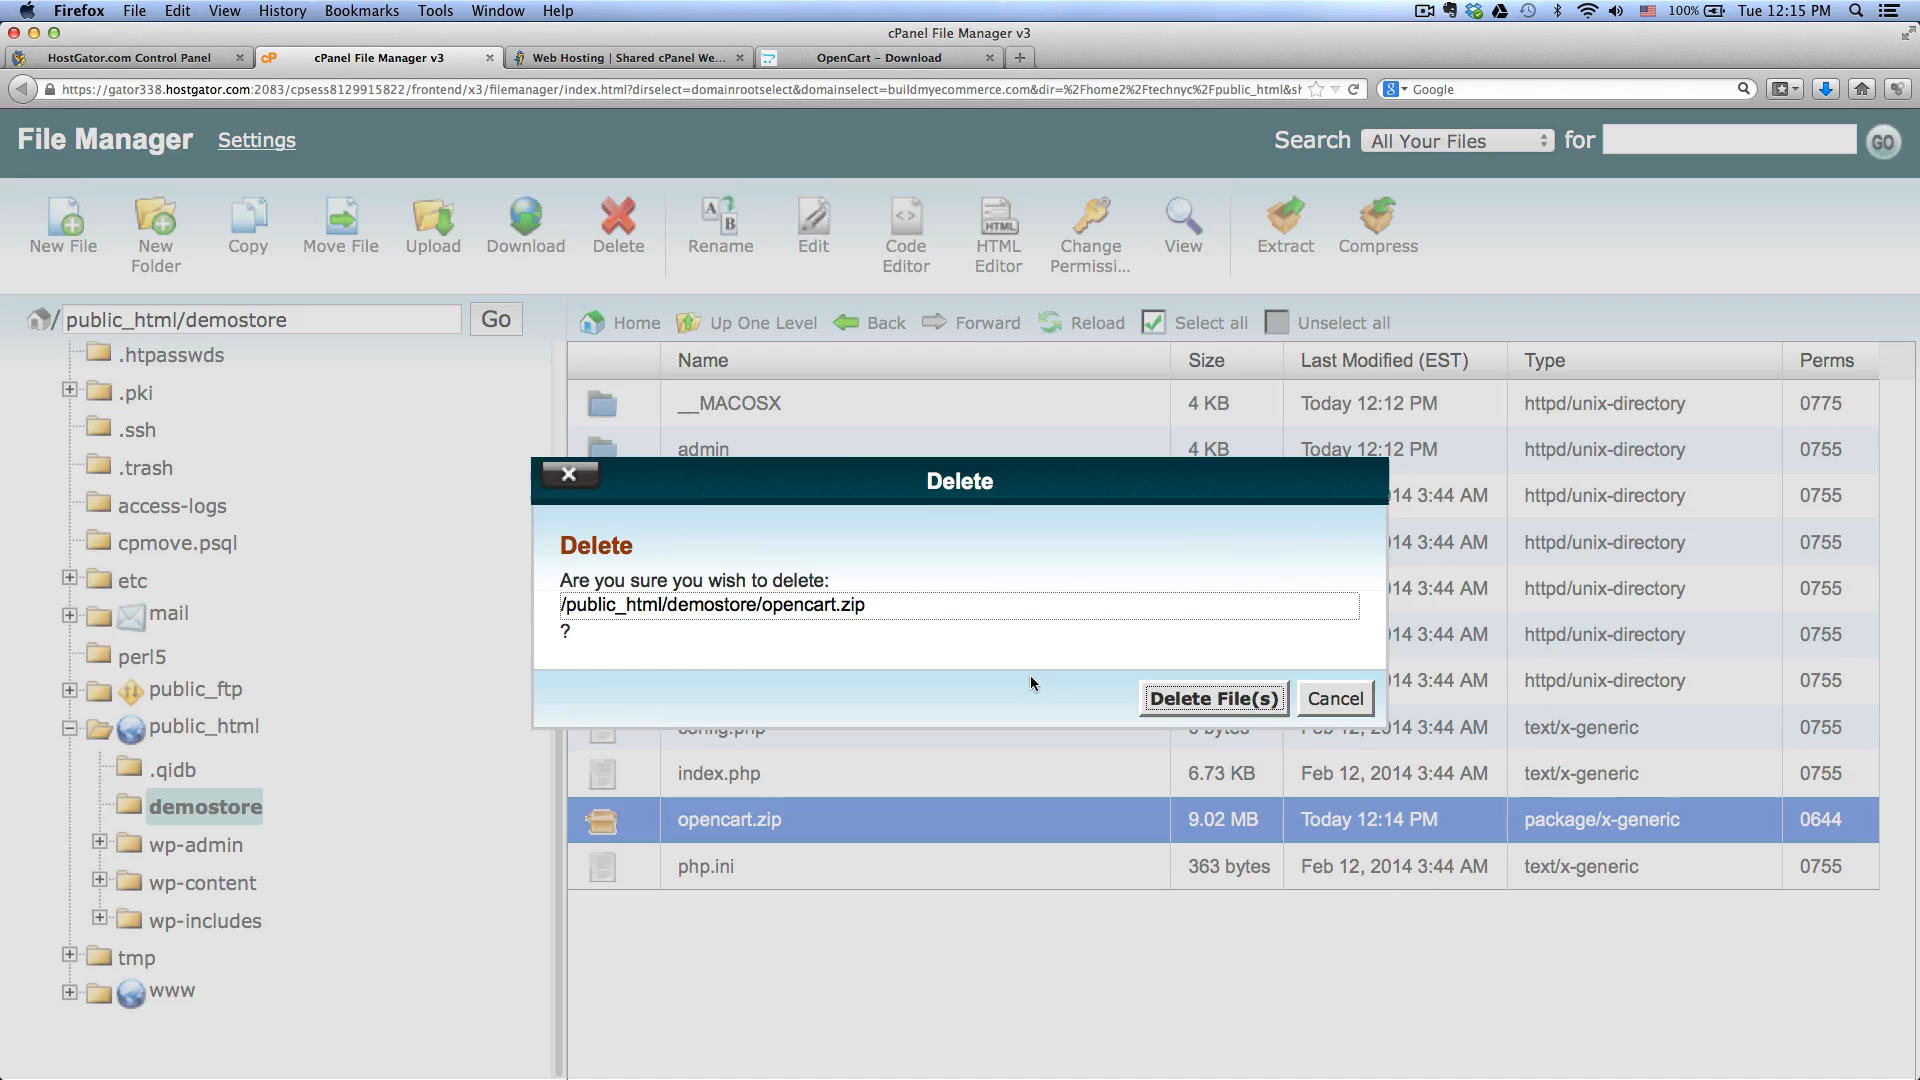 Firefox File Edit View History Bookmarks Tools Window Help 100% Tue 12:15 PM
cPanel File Manager v3
HostGator.com Control Panel cPanel File Manager v3 Web Hosting | Shared cPanel We... OpenCart - Download
https://gator338.hostgator.com:2083/cpsess8129915822/frontend/x3/filemanager/index.html?dirselect=domainrootselect&domainselect=buildmyecommerce.com&dir=%2Fhome2%2Ftechnyc%2Fpublic_html&sh Google
File Manager Settings Search All Your Files for GO
New File New Folder Copy Move File Upload Download Delete Rename Edit Code Editor HTML Editor Change Permissi... View Extract Compress
/ public_html/demostore Go
Home Up One Level Back Forward Reload Select all Unselect all
.htpasswds
.pki
.ssh
.trash
access-logs
cpmove.psql
etc
mail
perl5
public_ftp
public_html
.qidb
demostore
wp-admin
wp-content
wp-includes
tmp
www
Name Size Last Modified (EST) Type Perms
__MACOSX 4 KB Today 12:12 PM httpd/unix-directory 0775
admin 4 KB Today 12:12 PM httpd/unix-directory 0755
14 3:44 AM httpd/unix-directory 0755
14 3:44 AM httpd/unix-directory 0755
14 3:44 AM httpd/unix-directory 0755
14 3:44 AM httpd/unix-directory 0755
14 3:44 AM httpd/unix-directory 0755
config.php 0 bytes Feb 12, 2014 3:44 AM text/x-generic 0755
index.php 6.73 KB Feb 12, 2014 3:44 AM text/x-generic 0755
opencart.zip 9.02 MB Today 12:14 PM package/x-generic 0644
php.ini 363 bytes Feb 12, 2014 3:44 AM text/x-generic 0755
Delete
Delete
Are you sure you wish to delete:
/public_html/demostore/opencart.zip
?
Delete File(s) Cancel